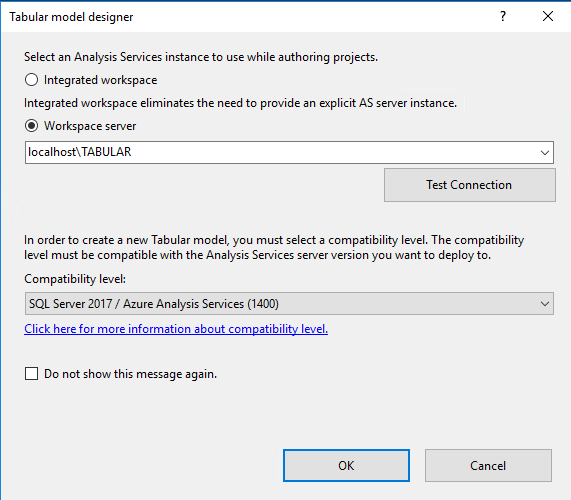 Tabular model designer
Select an Analysis Services instance to use while authoring projects.
Integrated workspace
Integrated workspace eliminates the need to provide an explicit AS server instance.
Workspace server
localhost\TABULAR
Test Connection
In order to create a new Tabular model, you must select a compatibility level. The compatibility
level must be compatible with the Analysis Services server version you want to deploy to.
Compatibility level:
SQL Server 2017 / Azure Analysis Services (1400)
Click here for more information about compatibility level.
Do not show this message again.
OK
Cancel